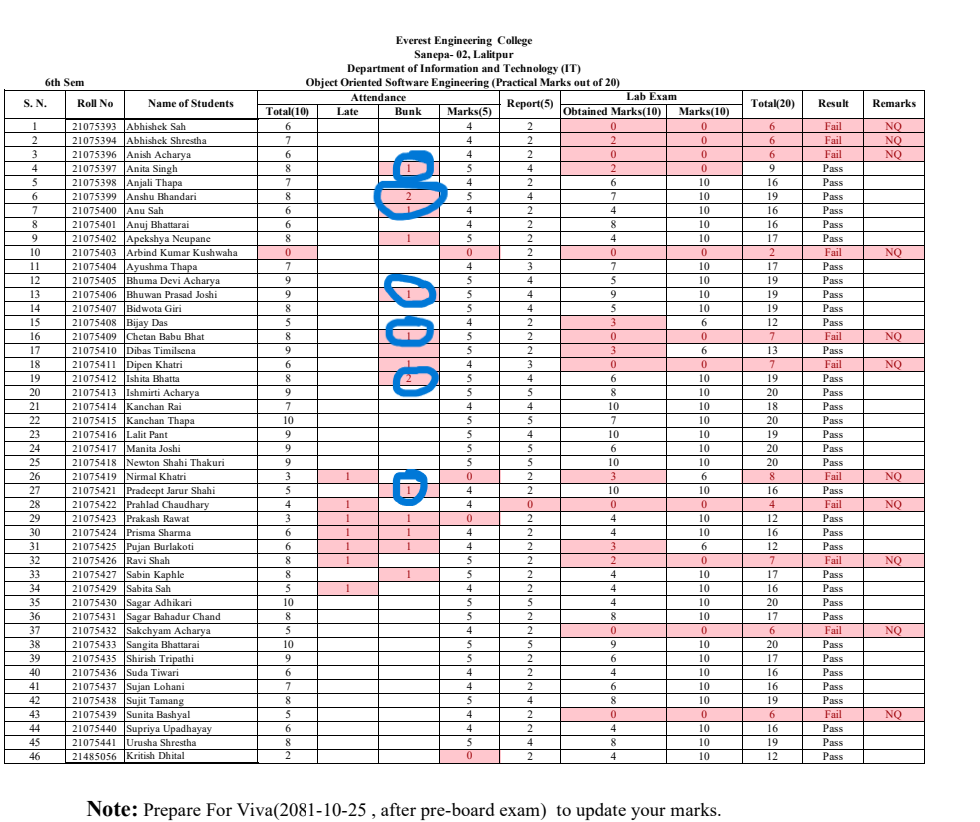 Everest Engineering College
Sanepa- 02, Lalitpur
Department of Information and Technology (IT)
6th Sem Object Oriented Software Engineering (Practical Marks out of 20)
S. N. Roll No Name of Students Attendance Report(5) Lab Exam Total(20) Result Remarks
Total(10) Late Bunk Marks(5) Obtained Marks(10) Marks(10)
1 21075393 Abhishek Sah 6 4 2 0 0 6 Fail NQ
2 21075394 Abhishek Shrestha 7 4 2 2 0 6 Fail NQ
3 21075396 Anish Acharya 6 4 2 0 0 6 Fail NQ
4 21075397 Anita Singh 8 1 5 4 2 0 9 Pass
5 21075398 Anjali Thapa 7 4 2 6 10 16 Pass
6 21075399 Anshu Bhandari 8 2 5 4 7 10 19 Pass
7 21075400 Anu Sah 6 1 4 2 4 10 16 Pass
8 21075401 Anuj Bhattarai 6 4 2 8 10 16 Pass
9 21075402 Apekshya Neupane 8 1 5 2 4 10 17 Pass
10 21075403 Arbind Kumar Kushwaha 0 0 2 0 0 2 Fail NQ
11 21075404 Ayushma Thapa 7 4 3 7 10 17 Pass
12 21075405 Bhuma Devi Acharya 9 5 4 5 10 19 Pass
13 21075406 Bhuwan Prasad Joshi 9 1 5 4 9 10 19 Pass
14 21075407 Bidwota Giri 8 5 4 5 10 19 Pass
15 21075408 Bijay Das 5 4 2 3 6 12 Pass
16 21075409 Chetan Babu Bhat 8 1 5 2 0 0 7 Fail NQ
17 21075410 Dibas Timilsena 9 5 2 3 6 13 Pass
18 21075411 Dipen Khatri 6 1 4 3 0 0 7 Fail NQ
19 21075412 Ishita Bhatta 8 2 5 4 6 10 19 Pass
20 21075413 Ishmirti Acharya 9 5 5 8 10 20 Pass
21 21075414 Kanchan Rai 7 4 4 10 10 18 Pass
22 21075415 Kanchan Thapa 10 5 5 7 10 20 Pass
23 21075416 Lalit Pant 9 5 4 10 10 19 Pass
24 21075417 Manita Joshi 9 5 5 6 10 20 Pass
25 21075418 Newton Shahi Thakuri 9 5 5 10 10 20 Pass
26 21075419 Nirmal Khatri 3 1 0 2 3 6 8 Fail NQ
27 21075421 Pradeept Jarur Shahi 5 1 4 2 10 10 16 Pass
28 21075422 Prahlad Chaudhary 4 1 4 0 0 0 4 Fail NQ
29 21075423 Prakash Rawat 3 1 1 0 2 4 10 12 Pass
30 21075424 Prisma Sharma 6 1 1 4 2 4 10 16 Pass
31 21075425 Pujan Burlakoti 6 1 1 4 2 3 6 12 Pass
32 21075426 Ravi Shah 8 1 5 2 2 0 7 Fail NQ
33 21075427 Sabin Kaphle 8 1 5 2 4 10 17 Pass
34 21075429 Sabita Sah 5 1 4 2 4 10 16 Pass
35 21075430 Sagar Adhikari 10 5 5 4 10 20 Pass
36 21075431 Sagar Bahadur Chand 8 5 2 8 10 17 Pass
37 21075432 Sakchyam Acharya 5 4 2 0 0 6 Fail NQ
38 21075433 Sangita Bhattarai 10 5 5 9 10 20 Pass
39 21075435 Shirish Tripathi 9 5 2 6 10 17 Pass
40 21075436 Suda Tiwari 6 4 2 4 10 16 Pass
41 21075437 Sujan Lohani 7 4 2 6 10 16 Pass
42 21075438 Sujit Tamang 8 5 4 8 10 19 Pass
43 21075439 Sunita Bashyal 5 4 2 0 0 6 Fail NQ
44 21075440 Supriya Upadhayay 6 4 2 4 10 16 Pass
45 21075441 Urusha Shrestha 8 5 4 8 10 19 Pass
46 21485056 Kritish Dhital 2 0 2 4 10 12 Pass
Note: Prepare For Viva(2081-10-25 , after pre-board exam) to update your marks.